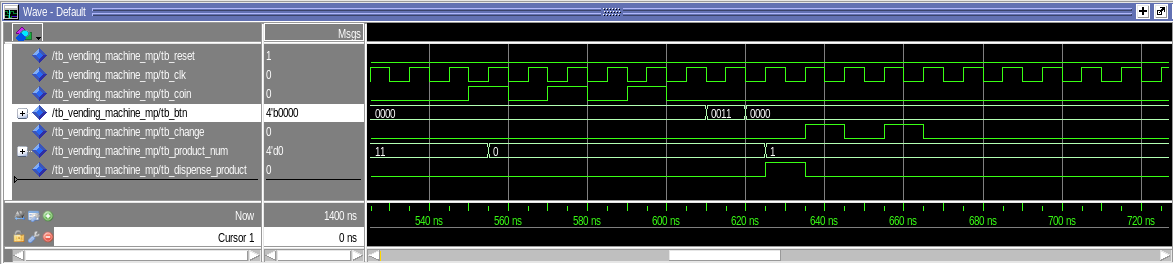 Wave - Default
Msgs
/tb_vending_machine_mp/tb_reset 1
/tb_vending_machine_mp/tb_clk 0
/tb_vending_machine_mp/tb_coin 0
/tb_vending_machine_mp/tb_btn 4'b0000 0000 0011 0000
/tb_vending_machine_mp/tb_change 0
/tb_vending_machine_mp/tb_product_num 4'd0 11 0 1
/tb_vending_machine_mp/tb_dispense_product 0
Now 1400 ns 540 ns 560 ns 580 ns 600 ns 620 ns 640 ns 660 ns 680 ns 700 ns 720 ns
Cursor 1 0 ns